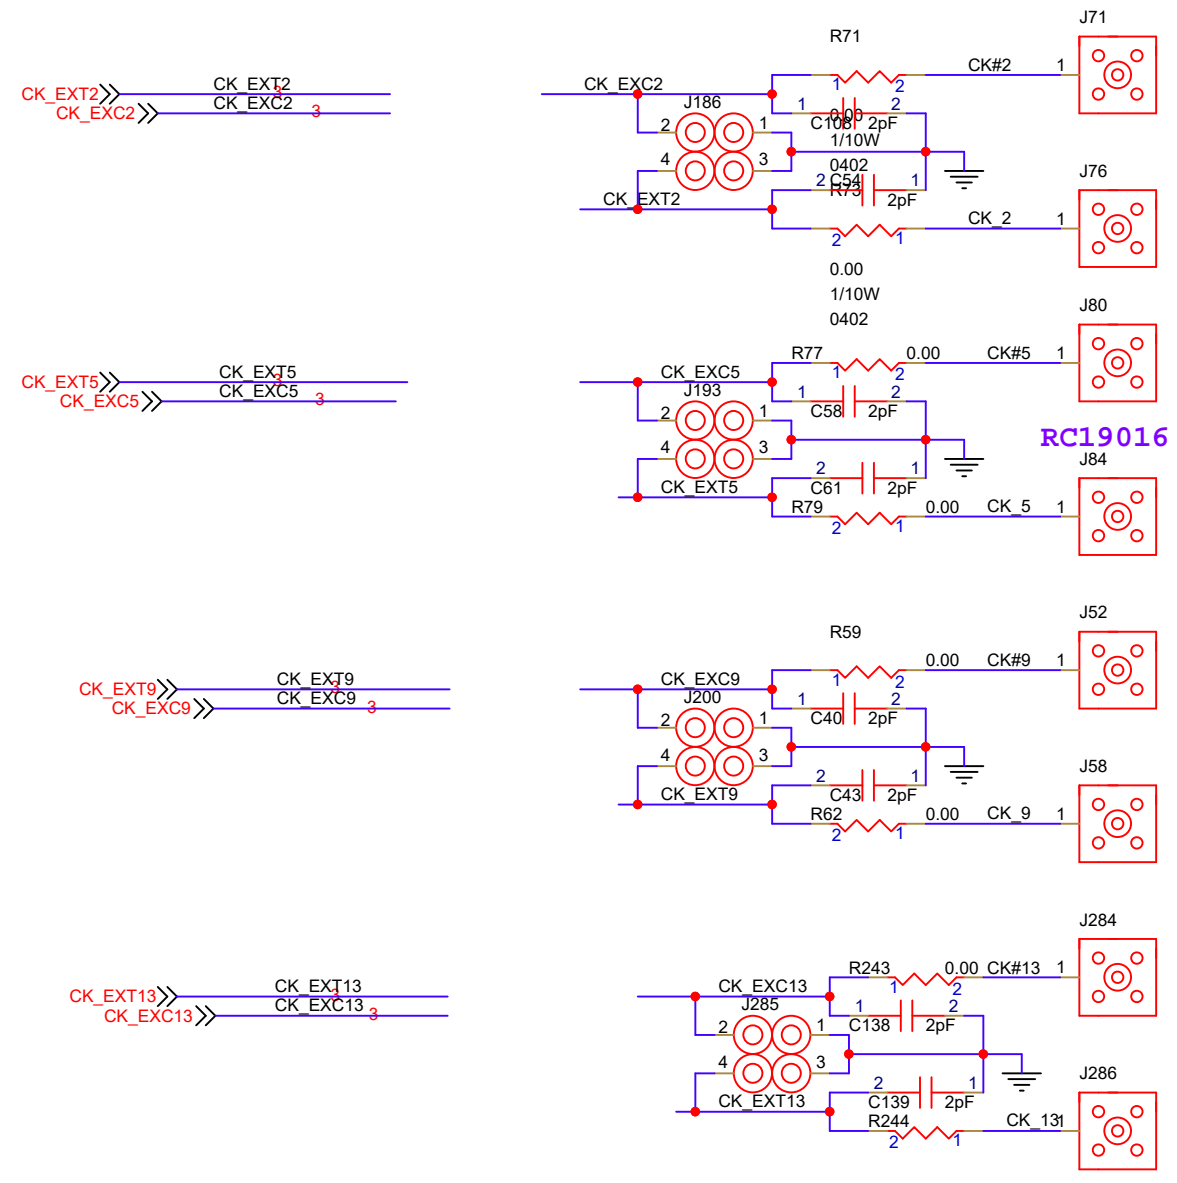 J71
R71
CK_EXT2 CK_EXT2 3 CK_EXC2 1 2 CK#2 1
CK_EXC2 CK_EXC2 3 J186 1 2
C108 0.00 2pF
2 1 1/10W
4 3 0402
2 C54 1 J76
R73 2pF
CK_EXT2 CK_2 1
2 1
0.00
1/10W
0402
J80
R77 0.00 CK#5 1
CK_EXT5 CK_EXT5 3 CK_EXC5 1 2
CK_EXC5 CK_EXC5 3 J193 1 2
2 1 C58 2pF
RC19016
4 3 J84
2 1
CK_EXT5 C61 2pF
R79 0.00 CK_5 1
2 1
J52
R59
0.00 CK#9 1
CK_EXT9 CK_EXT9 3 CK_EXC9 1 2
CK_EXC9 CK_EXC9 3 J200 1 2
2 1 C40 2pF
4 3 J58
2 1
CK_EXT9 C43 2pF
R62 0.00 CK_9 1
2 1
J284
R243 0.00 CK#13 1
CK_EXT13 CK_EXT13 3 CK_EXC13 1 2
CK_EXC13 CK_EXC13 3 J285 1 2
2 1 C138 2pF
4 3 J286
2 1
CK_EXT13 C139 2pF
R244 CK_13 1
2 1